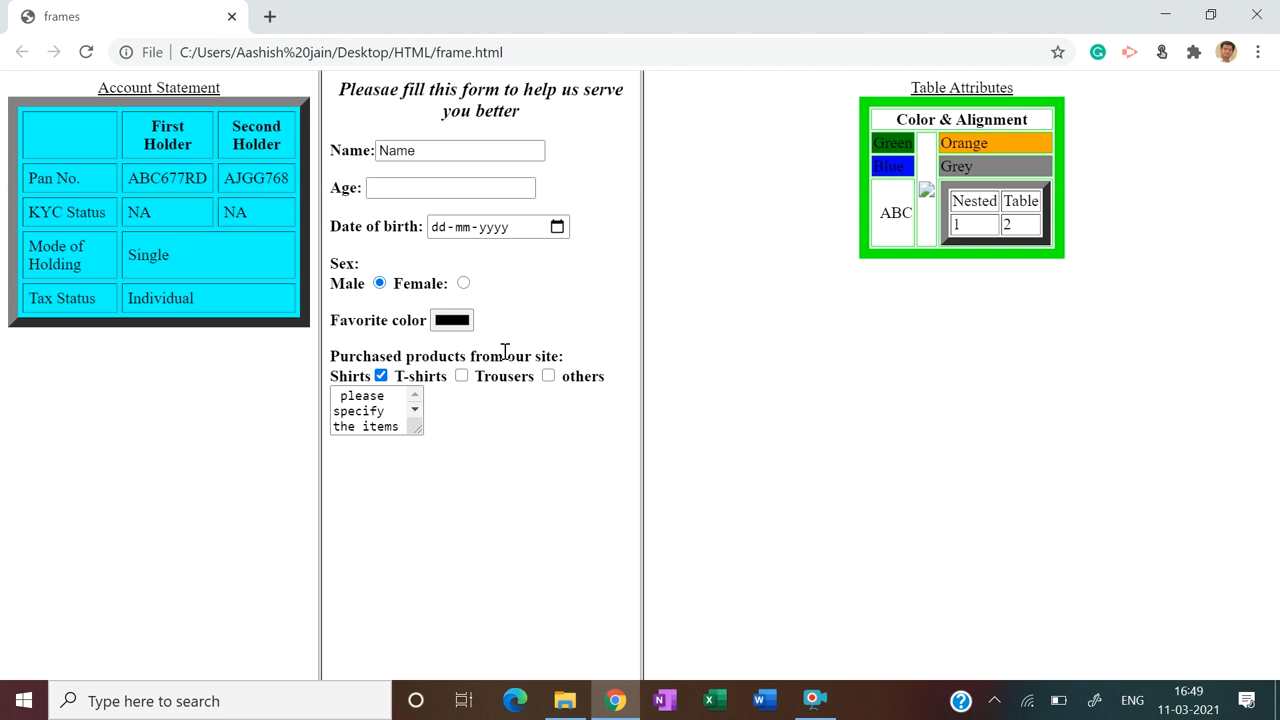 frames
File
C:/Users/Aashish%20jain/Desktop/HTML/frame.html
Account Statement
First Holder
Second Holder
Pan No.
ABC677RD
AJGG768
KYC Status
NA
NA
Mode of Holding
Single
Tax Status
Individual
Pleasae fill this form to help us serve
you better
Name: Name
Age:
Date of birth: dd-mm-yyyy
Sex:
Male Female:
Favorite color
Purchased products from our site:
Shirts T-shirts Trousers others
please
specify
the items
Table Attributes
Color & Alignment
Green
Orange
Blue
Grey
ABC
Nested Table
1 2
Type here to search
ENG
16:49
11-03-2021